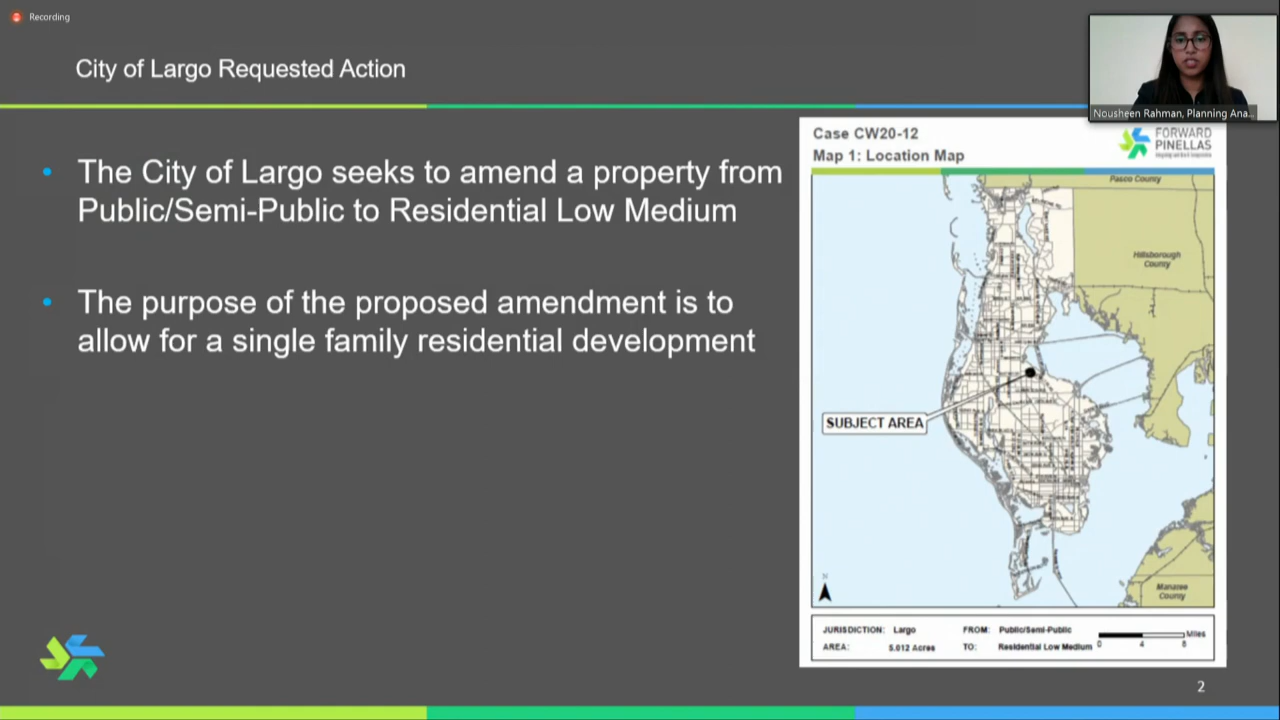 Recording
City of Largo Requested Action
Nousheen Rahman, Planning Ana...
• The City of Largo seeks to amend a property from
Public/Semi-Public to Residential Low Medium
• The purpose of the proposed amendment is to
allow for a single family residential development
Case CW20-12
Map 1: Location Map
FORWARD
PINELLAS
Pasco County
Hillsborough
County
SUBJECT AREA
Manatee
County
N
JURISDICTION: Largo FROM: Public/Semi-Public
AREA: 5.012 Acres TO: Residential Low Medium
Miles
0 4 8
2